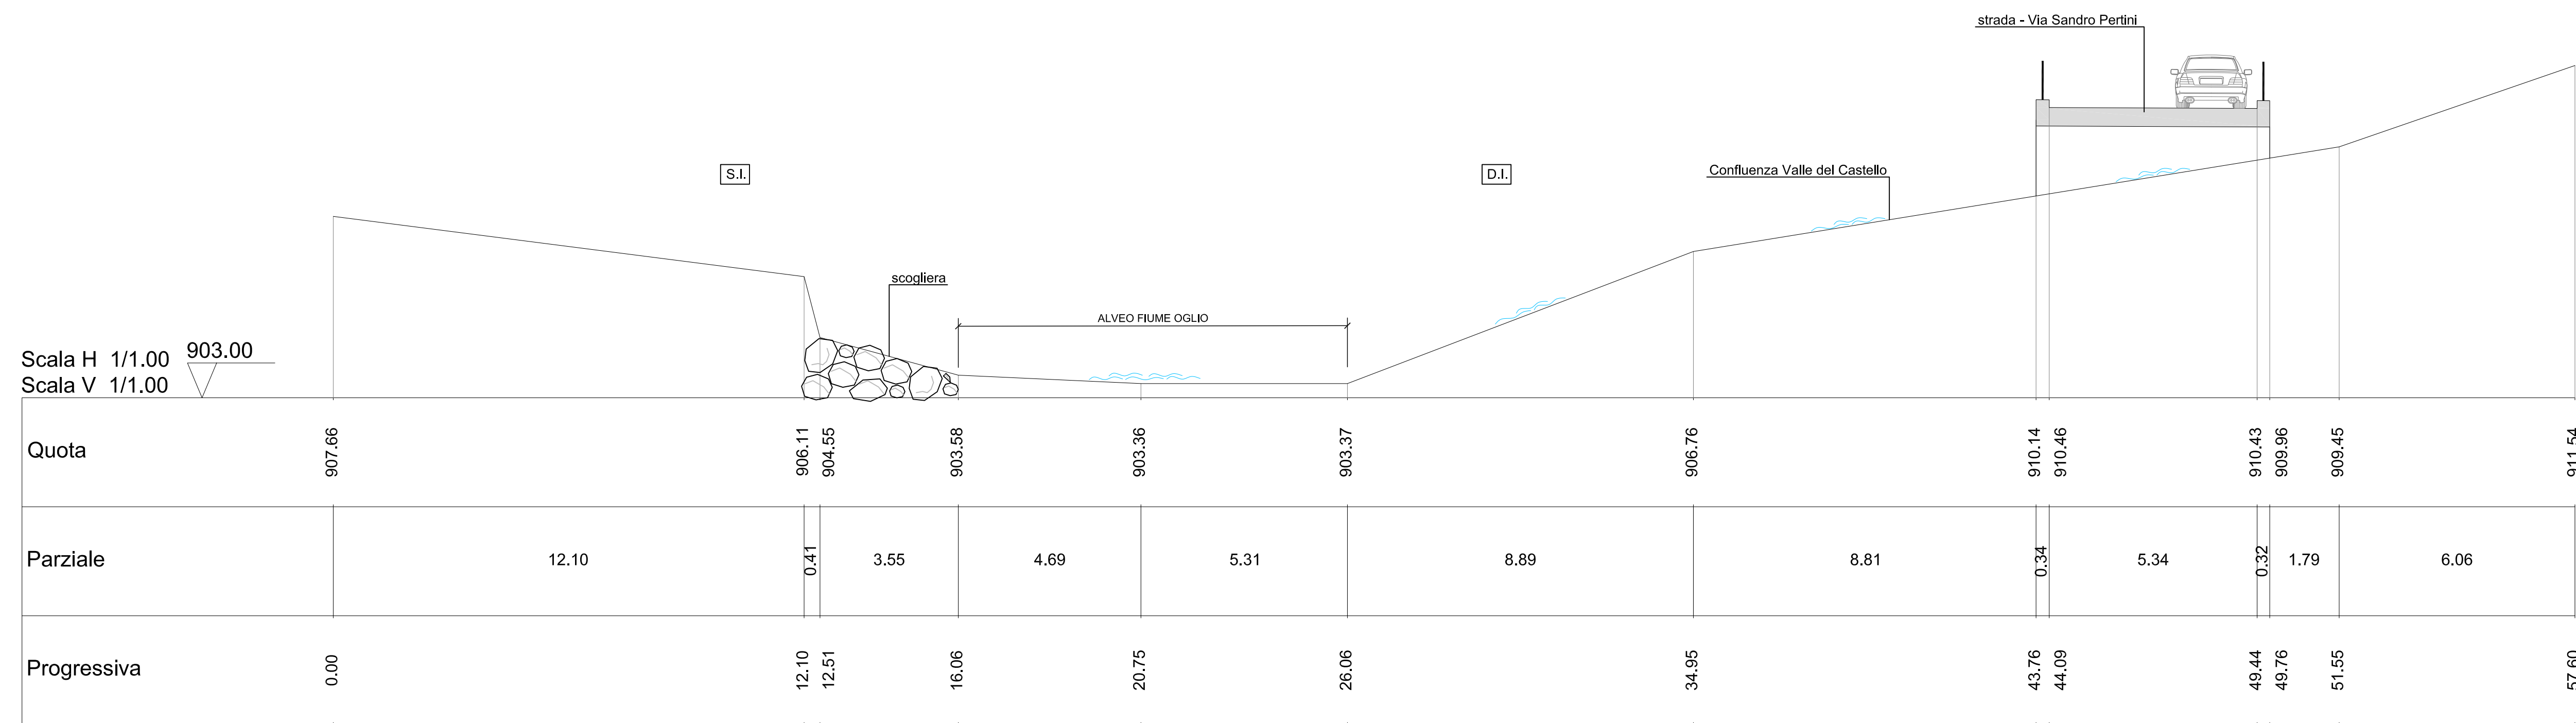 strada - Via Sandro Pertini
S.I.
D.I.
Confluenza Valle del Castello
scogliera
ALVEO FIUME OGLIO
Scala H 1/1.00
Scala V 1/1.00
903.00
Quota 907.66 906.11 904.55 903.58 903.36 903.37 906.76 910.14 910.46 910.43 909.96 909.45 911.54
Parziale 12.10 0.41 3.55 4.69 5.31 8.89 8.81 0.34 5.34 0.32 1.79 6.06
Progressiva 0.00 12.10 12.51 16.06 20.75 26.06 34.95 43.76 44.09 49.44 49.76 51.55 57.60